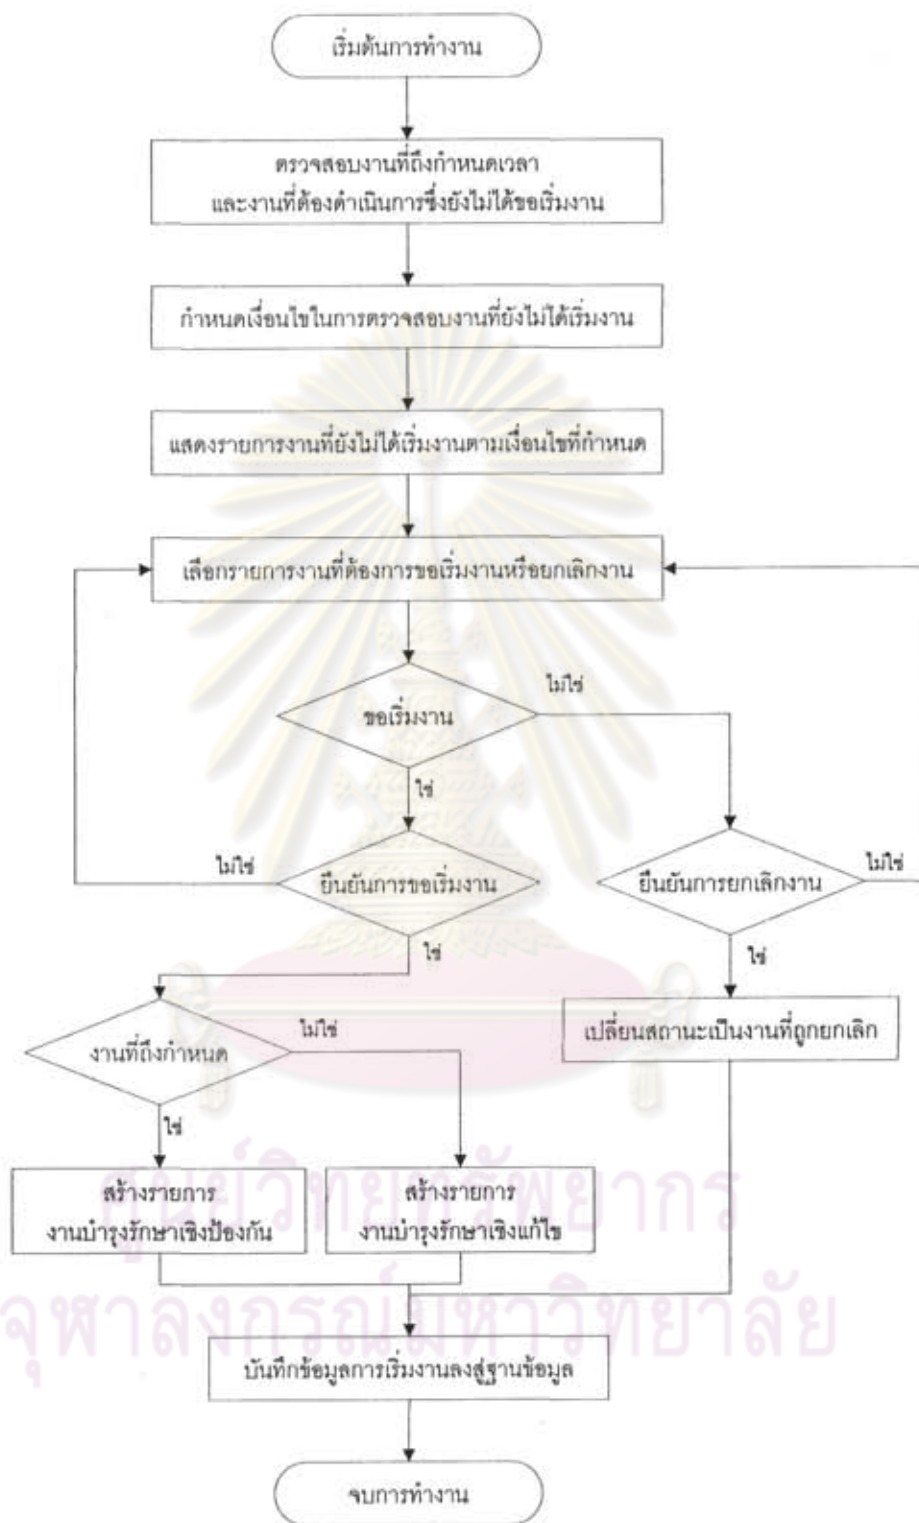 เริ่มต้นการทำงาน
ตรวจสอบงานที่ถึงกำหนดเวลา
และงานที่ต้องดำเนินการซึ่งยังไม่ได้ขอเริ่มงาน
กำหนดเงื่อนไขในการตรวจสอบงานที่ยังไม่ได้เริ่มงาน
แสดงรายการงานที่ยังไม่ได้เริ่มงานตามเงื่อนไขที่กำหนด
เลือกรายการงานที่ต้องการขอเริ่มงานหรือยกเลิกงาน
ไม่ใช่
ขอเริ่มงาน
ใช่
ไม่ใช่
ยืนยันการขอเริ่มงาน
ยืนยันการยกเลิกงาน
ไม่ใช่
ใช่
ใช่
ไม่ใช่
งานที่ถึงกำหนด
เปลี่ยนสถานะเป็นงานที่ถูกยกเลิก
ใช่
สร้างรายการ
งานบำรุงรักษาเชิงป้องกัน
สร้างรายการ
งานบำรุงรักษาเชิงแก้ไข
ศูนย์วิทยทรัพยากร
จุฬาลงกรณ์มหาวิทยาลัย
บันทึกข้อมูลการเริ่มงานลงสู่ฐานข้อมูล
จบการทำงาน